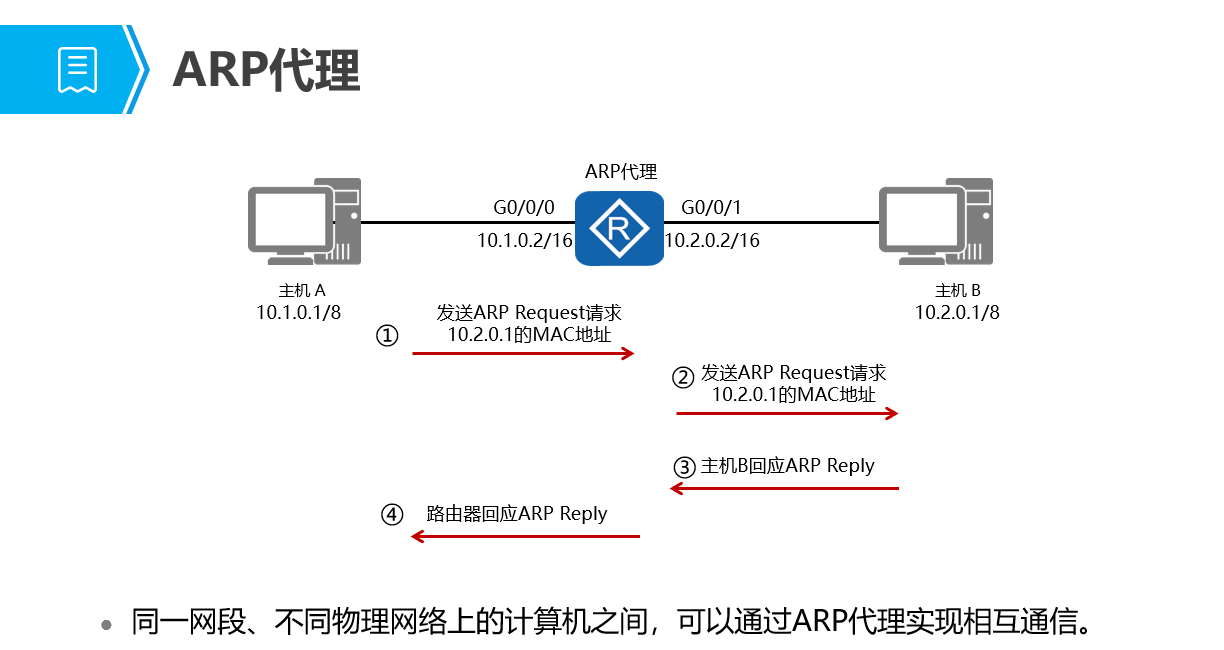 ARP代理
ARP代理
G0/0/0
G0/0/1
10.1.0.2/16
R
10.2.0.2/16
主机 A
10.1.0.1/8
主机 B
10.2.0.1/8
①
发送ARP Request请求
10.2.0.1的MAC地址
②
发送ARP Request请求
10.2.0.1的MAC地址
③ 主机B回应ARP Reply
④ 路由器回应ARP Reply
• 同一网段、不同物理网络上的计算机之间，可以通过ARP代理实现相互通信。